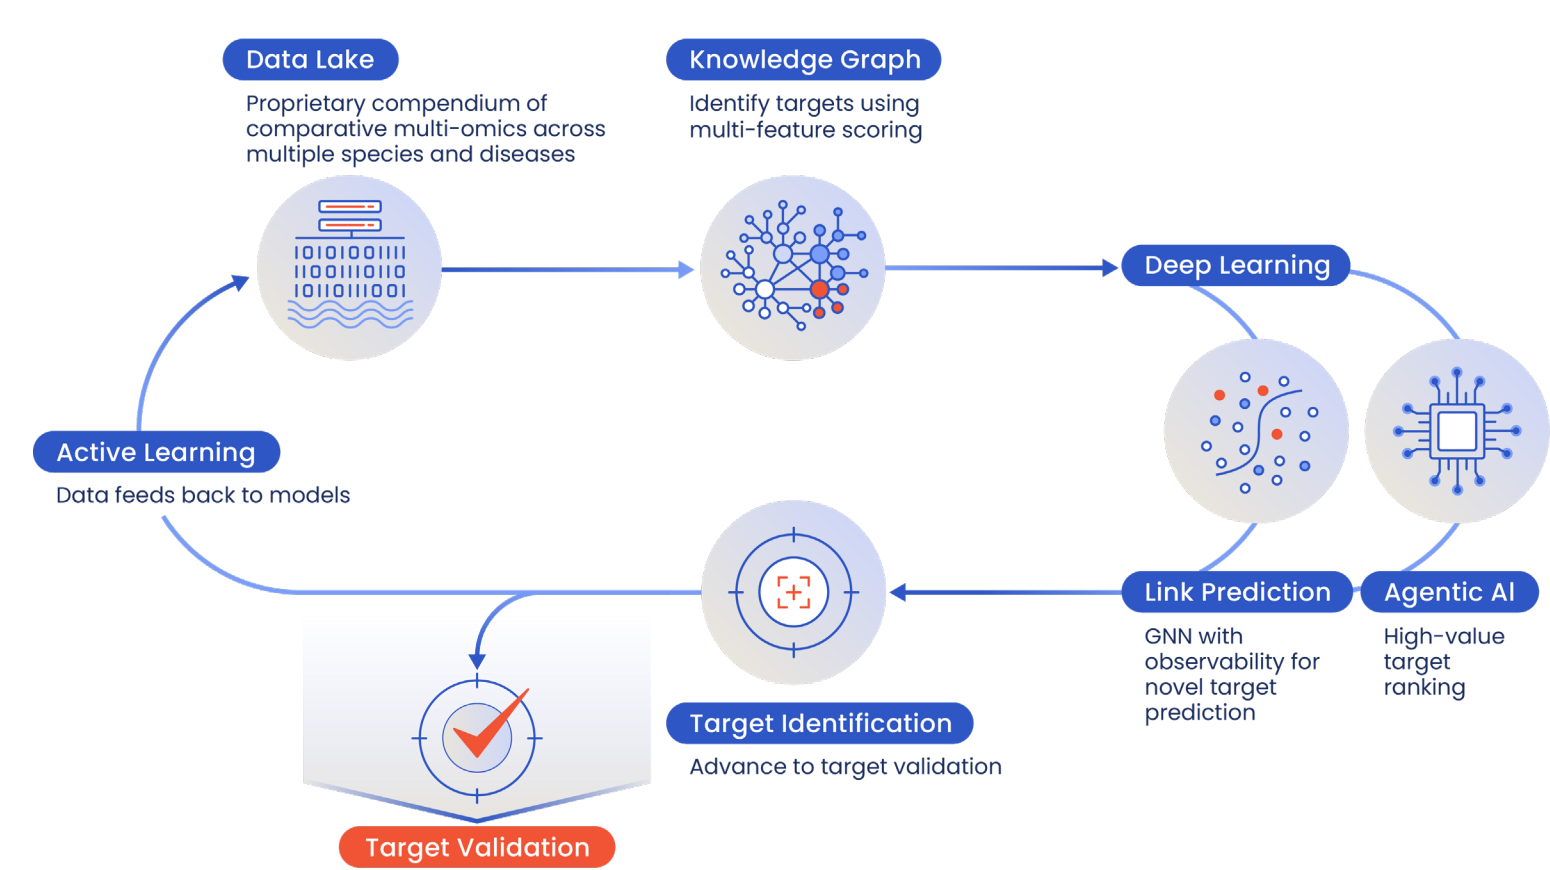 Data Lake
Proprietary compendium of
comparative multi-omics across
multiple species and diseases
Knowledge Graph
Identify targets using
multi-feature scoring
Deep Learning
Link Prediction
GNN with
observability for
novel target
prediction
Agentic AI
High-value
target
ranking
Target Identification
Advance to target validation
Target Validation
Active Learning
Data feeds back to models